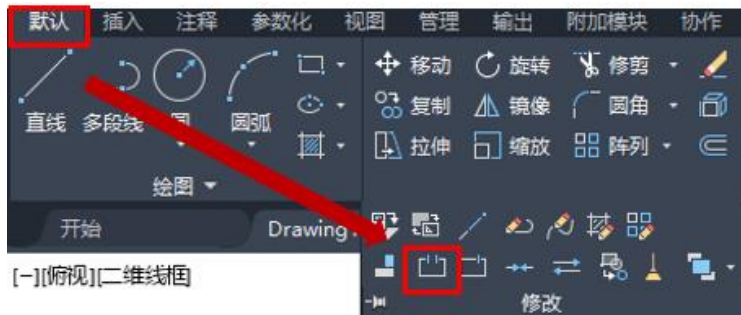 默认 插入 注释 参数化 视图 管理 输出 附加模块 协作
移动 旋转 修剪
复制 镜像 圆角
直线 多段线 圆 圆弧
拉伸 缩放 阵列
绘图
开始 Drawing
[-][俯视][二维线框]
修改